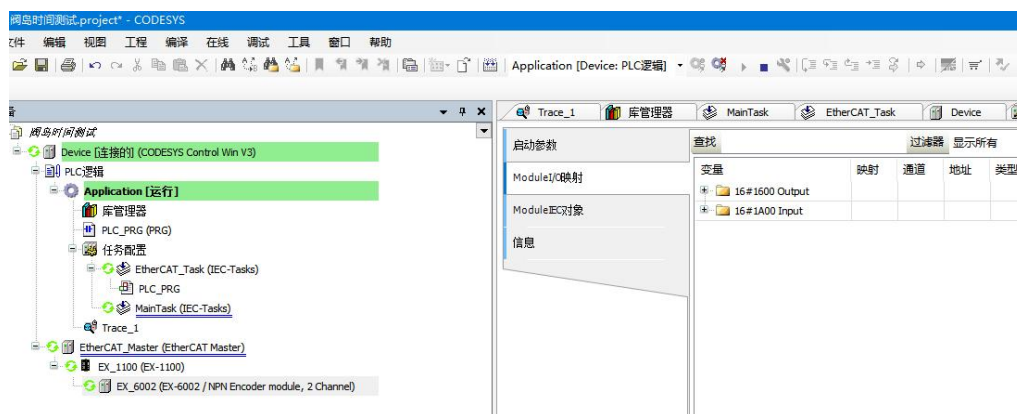 阀岛时间测试.project* - CODESYS
文件 编辑 视图 工程 编译 在线 调试 工具 窗口 帮助
Application [Device: PLC逻辑]
Trace_1 库管理器 MainTask EtherCAT_Task Device
阀岛时间测试
Device [连接的] (CODESYS Control Win V3)
PLC逻辑
Application [运行]
库管理器
PLC_PRG (PRG)
任务配置
EtherCAT_Task (IEC-Tasks)
PLC_PRG
MainTask (IEC-Tasks)
Trace_1
EtherCAT_Master (EtherCAT Master)
EX_1100 (EX-1100)
EX_6002 (EX-6002 / NPN Encoder module, 2 Channel)
启动参数
ModuleI/O映射
ModuleIEC对象
信息
查找 过滤器 显示所有
变量 映射 通道 地址 类型
16#1600 Output
16#1A00 Input